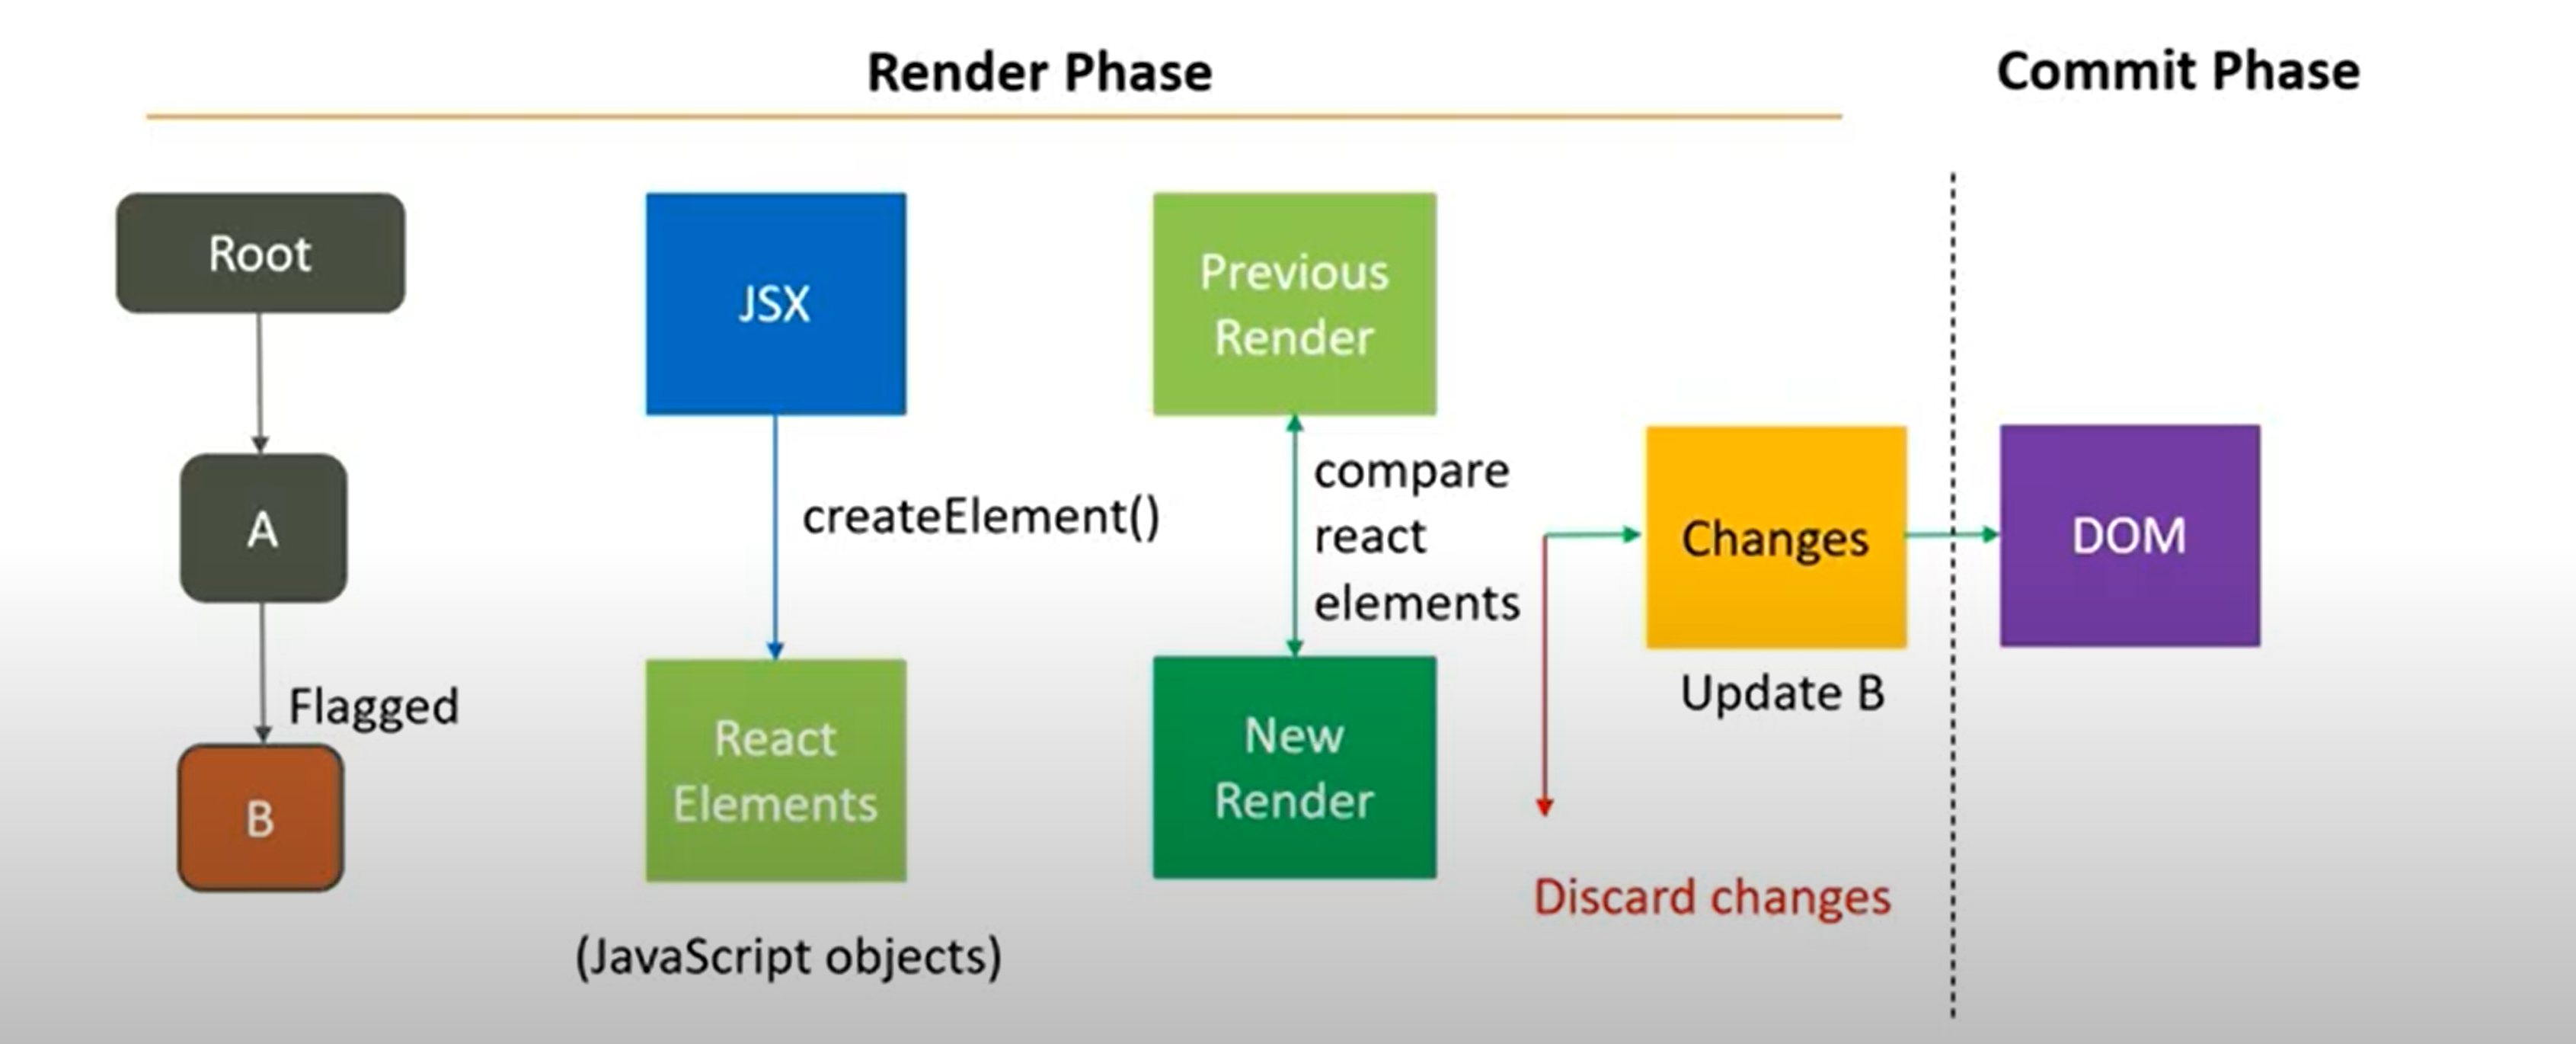 Render Phase
Commit Phase
Root
A
Flagged
B
JSX
createElement()
React
Elements
(JavaScript objects)
Previous
Render
compare
react
elements
New
Render
Changes
Update B
Discard changes
DOM